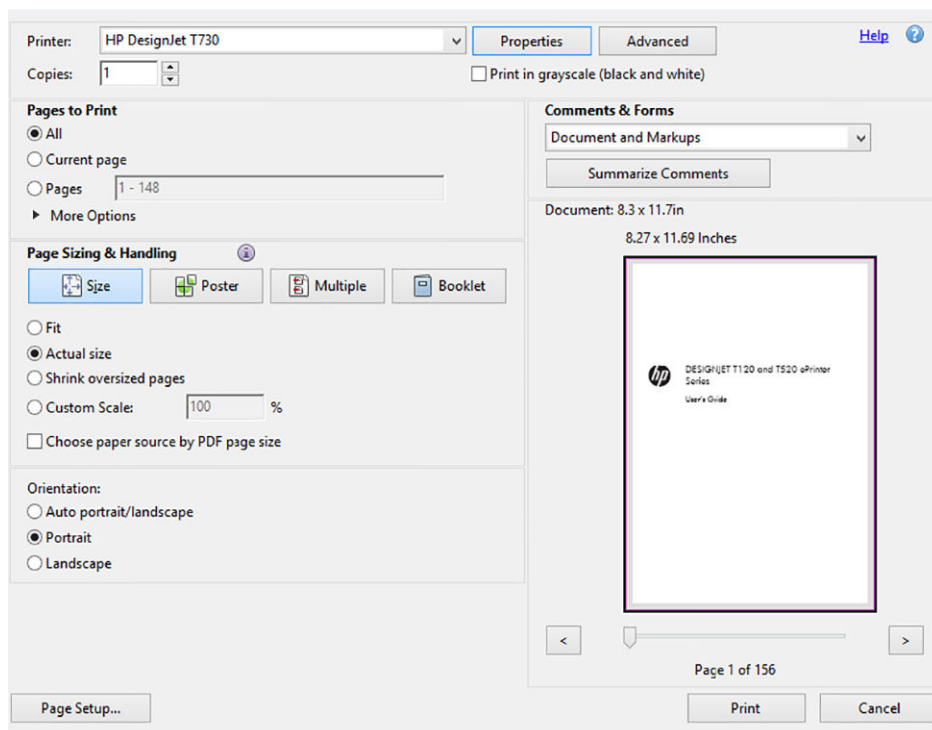 Printer: HP DesignJet T730 Properties Advanced Help ?
Copies: 1 Print in grayscale (black and white)
Pages to Print
All
Current page
Pages 1 - 148
More Options
Comments & Forms
Document and Markups
Summarize Comments
Page Sizing & Handling i
Size Poster Multiple Booklet
Fit
Actual size
Shrink oversized pages
Custom Scale: 100 %
Choose paper source by PDF page size
Orientation:
Auto portrait/landscape
Portrait
Landscape
Document: 8.3 x 11.7in
8.27 x 11.69 Inches
hp
DESIGNJET T120 and T520 ePrinter
Series
User's Guide
< >
Page 1 of 156
Page Setup... Print Cancel